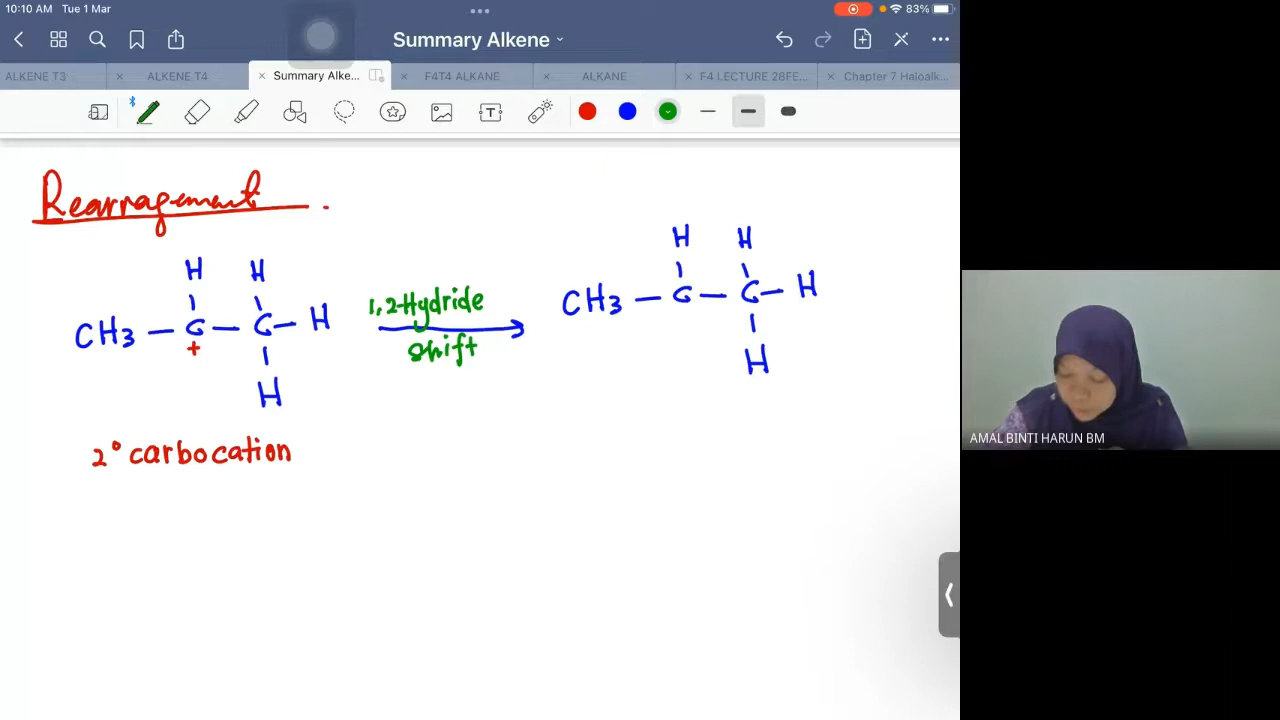 10:10 AM Tue 1 Mar
83%
Summary Alkene
ALKENE T3
ALKENE T4
Summary Alke...
F4T4 ALKANE
ALKANE
F4 LECTURE 28FE...
Chapter 7 Haloalk...
Rearragement
H H
CH3 — C — C — H
+
H
2° carbocation
1,2-Hydride
shift
H H
CH3 — C — C — H
H
AMAL BINTI HARUN BM